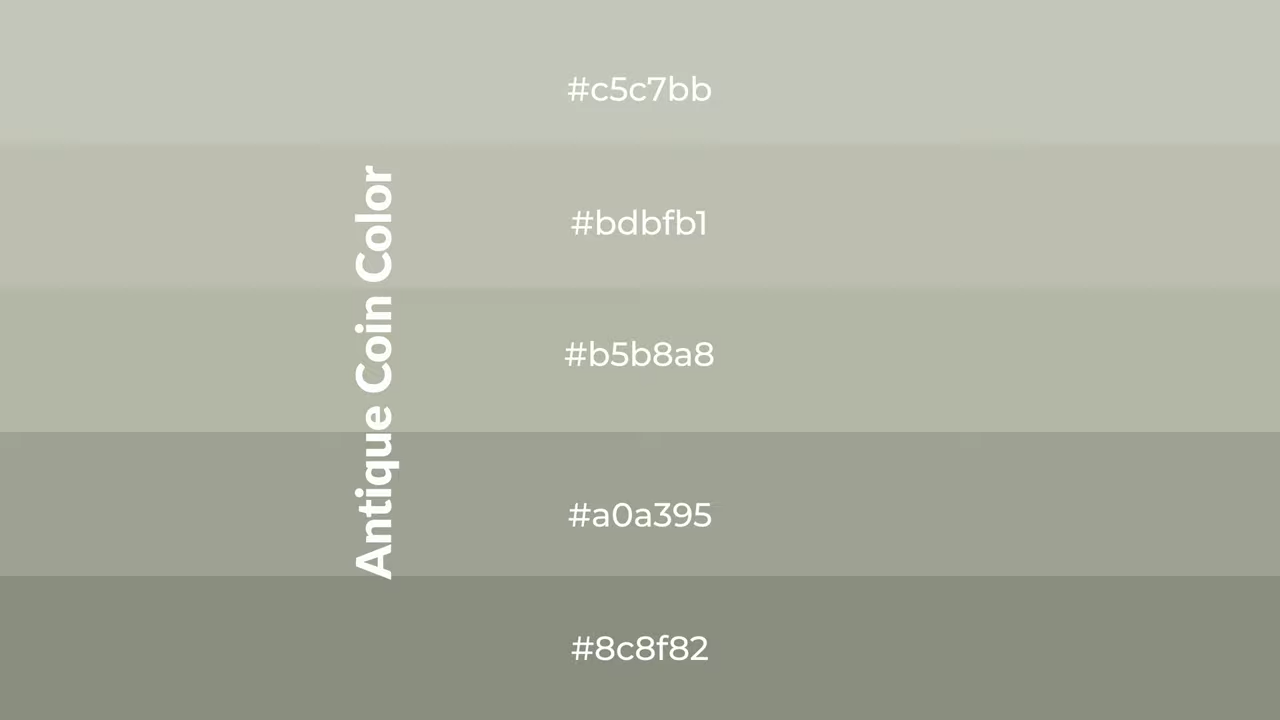 Antique Coin Color
#c5c7bb
#bdbfb1
#b5b8a8
#a0a395
#8c8f82